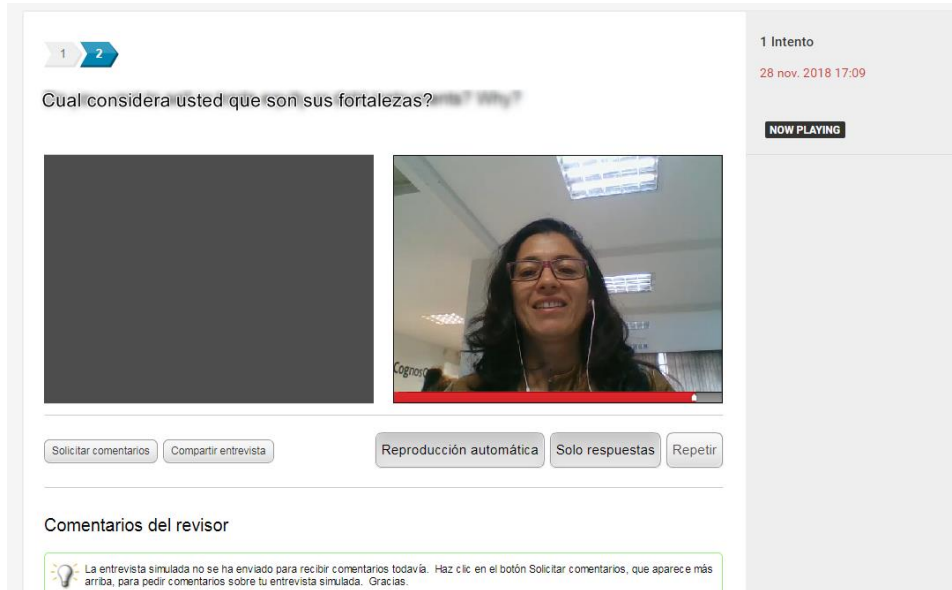 1 2
1 Intento
28 nov. 2018 17:09
Cual considera usted que son sus fortalezas?
Why?
NOW PLAYING
Cognos
Solicitar comentarios Compartir entrevista Reproducción automática Solo respuestas Repetir
Comentarios del revisor
La entrevista simulada no se ha enviado para recibir comentarios todavía. Haz clic en el botón Solicitar comentarios, que aparece más
arriba, para pedir comentarios sobre tu entrevista simulada. Gracias.